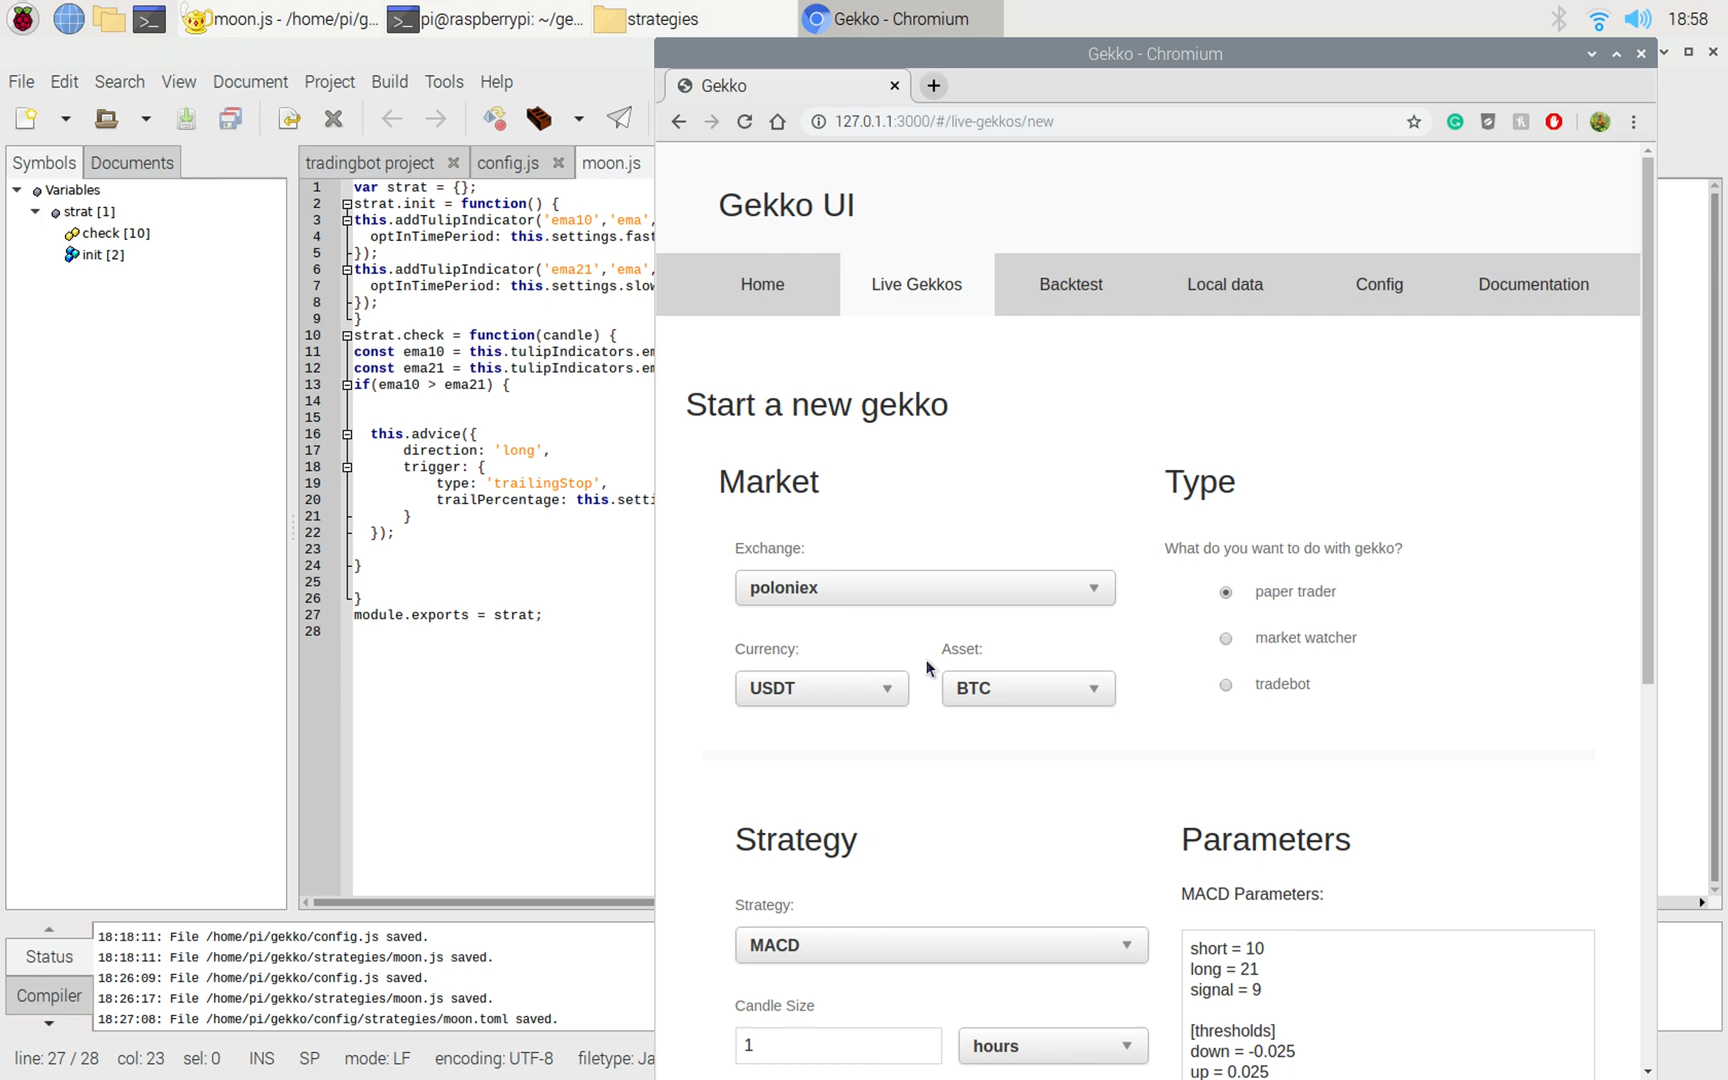 moon.js - /home/pi/g...
pi@raspberrypi: ~/ge...
strategies
Gekko - Chromium
18:58
Gekko - Chromium
File Edit Search View Document Project Build Tools Help
Gekko
127.0.1.1:3000/#/live-gekkos/new
Symbols Documents
tradingbot project config.js moon.js
Variables
strat [1]
check [10]
init [2]
1 var strat = {};
2 strat.init = function() {
3 this.addTulipIndicator('ema10','ema',
4 optInTimePeriod: this.settings.fast
5 });
6 this.addTulipIndicator('ema21','ema',
7 optInTimePeriod: this.settings.slow
8 });
9 }
10 strat.check = function(candle) {
11 const ema10 = this.tulipIndicators.em
12 const ema21 = this.tulipIndicators.em
13 if(ema10 > ema21) {
14
15
16 this.advice({
17 direction: 'long',
18 trigger: {
19 type: 'trailingStop',
20 trailPercentage: this.setti
21 }
22 });
23
24 }
25
26 }
27 module.exports = strat;
28
Gekko UI
Home Live Gekkos Backtest Local data Config Documentation
Start a new gekko
Market
Exchange:
poloniex
Currency: Asset:
USDT BTC
Type
What do you want to do with gekko?
paper trader
market watcher
tradebot
Strategy
Strategy:
MACD
Candle Size
1 hours
Parameters
MACD Parameters:
short = 10
long = 21
signal = 9
[thresholds]
down = -0.025
up = 0.025
Status
Compiler
18:18:11: File /home/pi/gekko/config.js saved.
18:18:11: File /home/pi/gekko/strategies/moon.js saved.
18:26:09: File /home/pi/gekko/config.js saved.
18:26:17: File /home/pi/gekko/strategies/moon.js saved.
18:27:08: File /home/pi/gekko/config/strategies/moon.toml saved.
line: 27 / 28 col: 23 sel: 0 INS SP mode: LF encoding: UTF-8 filetype: Ja